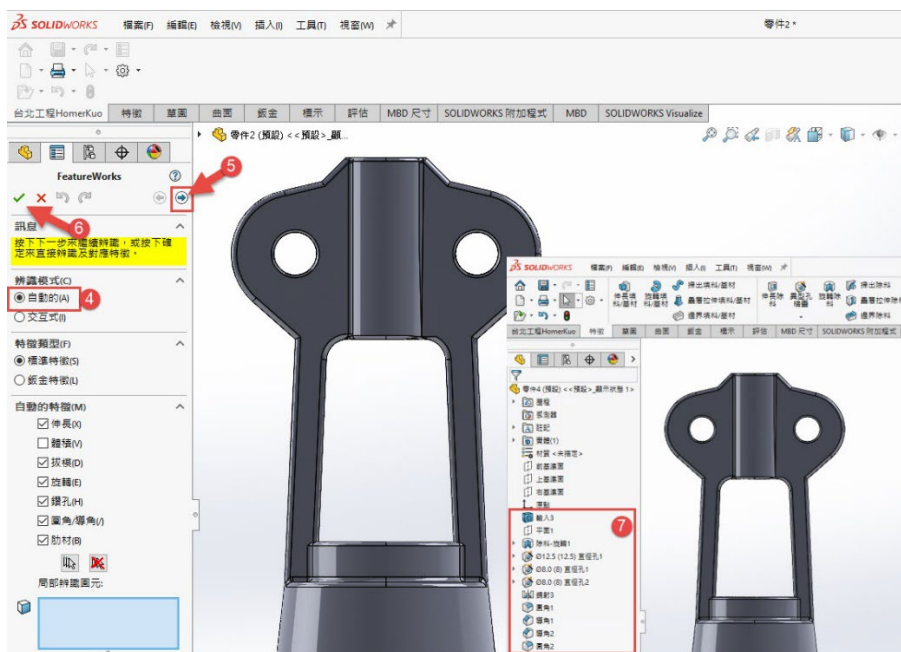 SOLIDWORKS 檔案(F) 編輯(E) 檢視(V) 插入(I) 工具(T) 視窗(W) 零件2 *
台北工程HomerKuo 特徵 草圖 曲面 鈑金 標示 評估 MBD 尺寸 SOLIDWORKS 附加程式 MBD SOLIDWORKS Visualize
零件2 (預設) <<預設>_顯...
FeatureWorks
5
6
訊息
按下下一步來繼續辨識，或按下確
定來直接辨識及對應特徵。
辨識模式(C)
自動的(A) 4
交互式(I)
特徵類型(F)
標準特徵(S)
鈑金特徵(L)
自動的特徵(M)
伸長(X)
體積(V)
拔模(D)
旋轉(E)
鑽孔(H)
圓角/導角(/)
肋材(B)
局部辨識圖元:
SOLIDWORKS 檔案(F) 編輯(E) 檢視(V) 插入(I) 工具(T) 視窗(W)
伸長填料/基材 旋轉填料/基材 掃出填料/基材 疊層拉伸填料/基材 邊界填料/基材 伸長除料 異型孔精靈 旋轉除料 掃出除料 疊層拉伸除料 邊界除料
台北工程Homer 特徵 草圖 曲面 鈑金 標示 評估 MBD 尺寸 SOLIDWORKS 附加程式
零件4 (預設) <<預設>_顯示狀態 1>
歷程
感測器
註記
實體(1)
材質 <未指定>
前基準面
上基準面
右基準面
原點
輸入3 7
平面1
除料-旋轉1
Ø12.5 (12.5) 直徑孔1
Ø8.0 (8) 直徑孔1
Ø8.0 (8) 直徑孔2
鏡射3
圓角1
導角1
導角2
圓角2